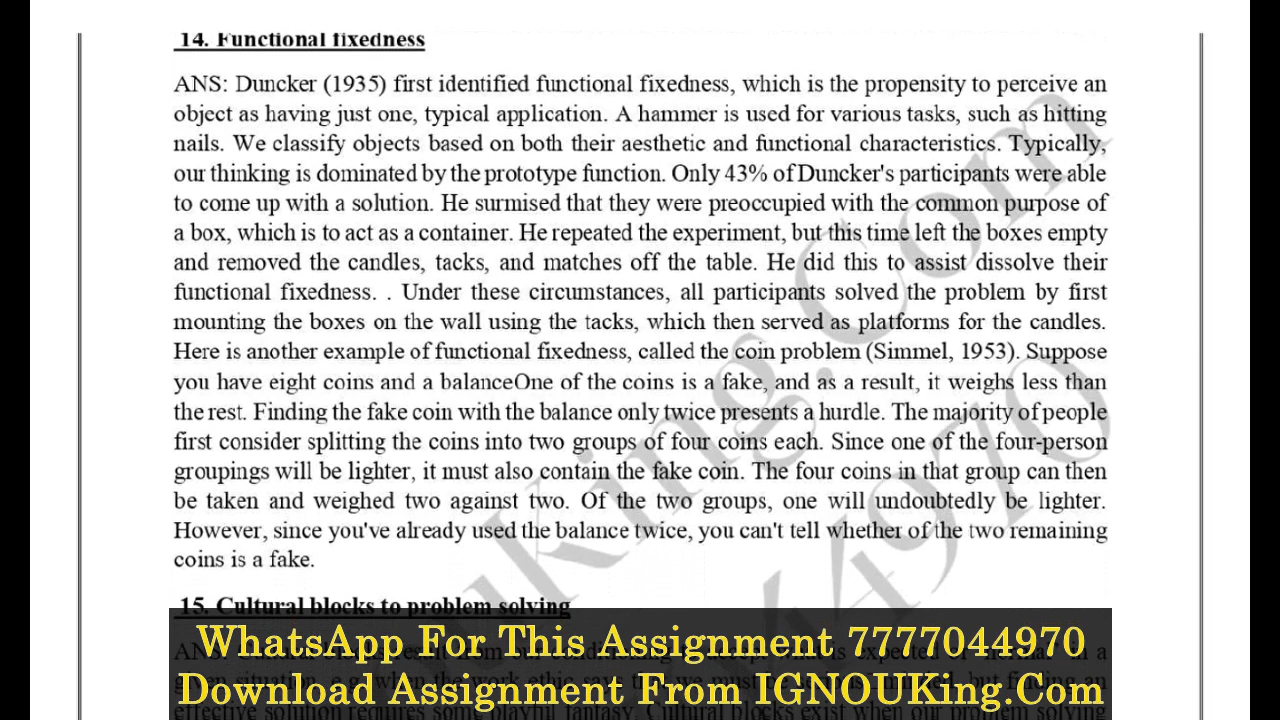 14. Functional fixedness
ANS: Duncker (1935) first identified functional fixedness, which is the propensity to perceive an
object as having just one, typical application. A hammer is used for various tasks, such as hitting
nails. We classify objects based on both their aesthetic and functional characteristics. Typically,
our thinking is dominated by the prototype function. Only 43% of Duncker's participants were able
to come up with a solution. He surmised that they were preoccupied with the common purpose of
a box, which is to act as a container. He repeated the experiment, but this time left the boxes empty
and removed the candles, tacks, and matches off the table. He did this to assist dissolve their
functional fixedness. . Under these circumstances, all participants solved the problem by first
mounting the boxes on the wall using the tacks, which then served as platforms for the candles.
Here is another example of functional fixedness, called the coin problem (Simmel, 1953). Suppose
you have eight coins and a balanceOne of the coins is a fake, and as a result, it weighs less than
the rest. Finding the fake coin with the balance only twice presents a hurdle. The majority of people
first consider splitting the coins into two groups of four coins each. Since one of the four-person
groupings will be lighter, it must also contain the fake coin. The four coins in that group can then
be taken and weighed two against two. Of the two groups, one will undoubtedly be lighter.
However, since you've already used the balance twice, you can't tell whether of the two remaining
coins is a fake.
15. Cultural blocks to problem solving
WhatsApp For This Assignment 7777044970
Download Assignment From IGNOUKing.Com